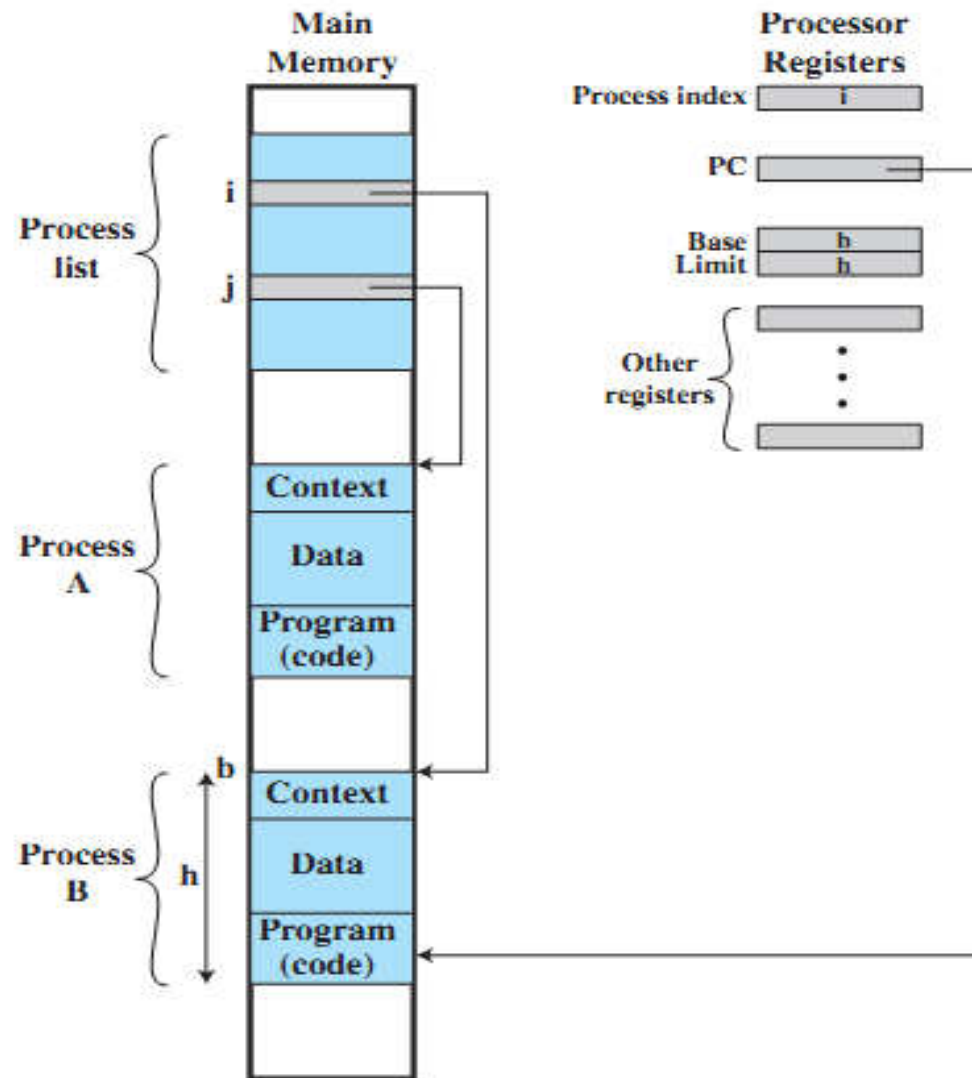 Main
Memory
Processor
Registers
Process index
i
PC
Base
b
Limit
h
Other
registers
i
Process
list
j
Context
Process
A
Data
Program
(code)
b
Context
Process
B
h
Data
Program
(code)